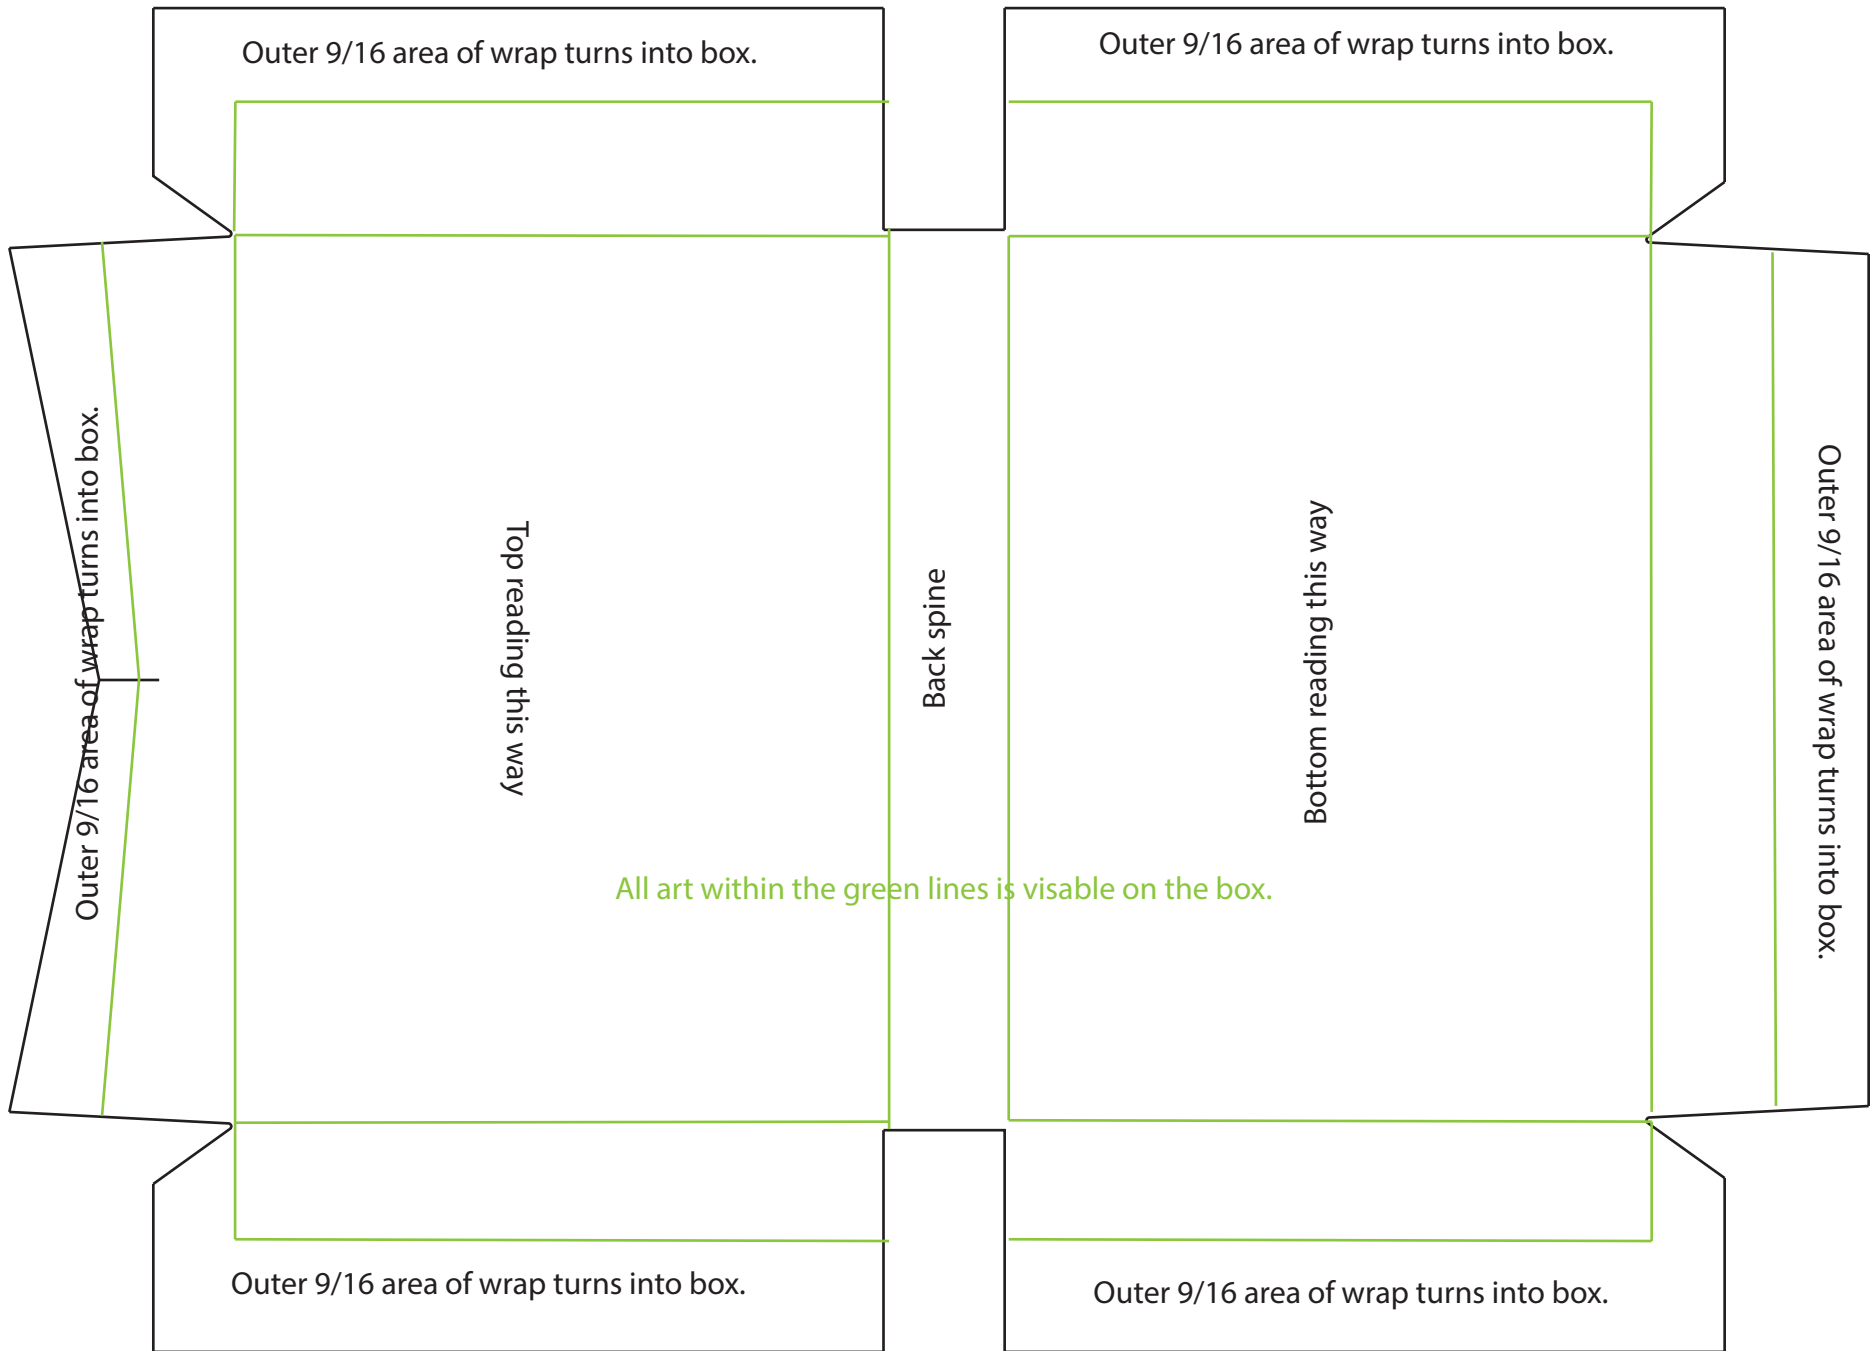 Outer 9/16 area of wrap turns into box.
Outer 9/16 area of wrap turns into box.
Outer 9/16 area of wrap turns into box.
Top reading this way
Back spine
Bottom reading this way
Outer 9/16 area of wrap turns into box.
All art within the green lines is visable on the box.
Outer 9/16 area of wrap turns into box.
Outer 9/16 area of wrap turns into box.